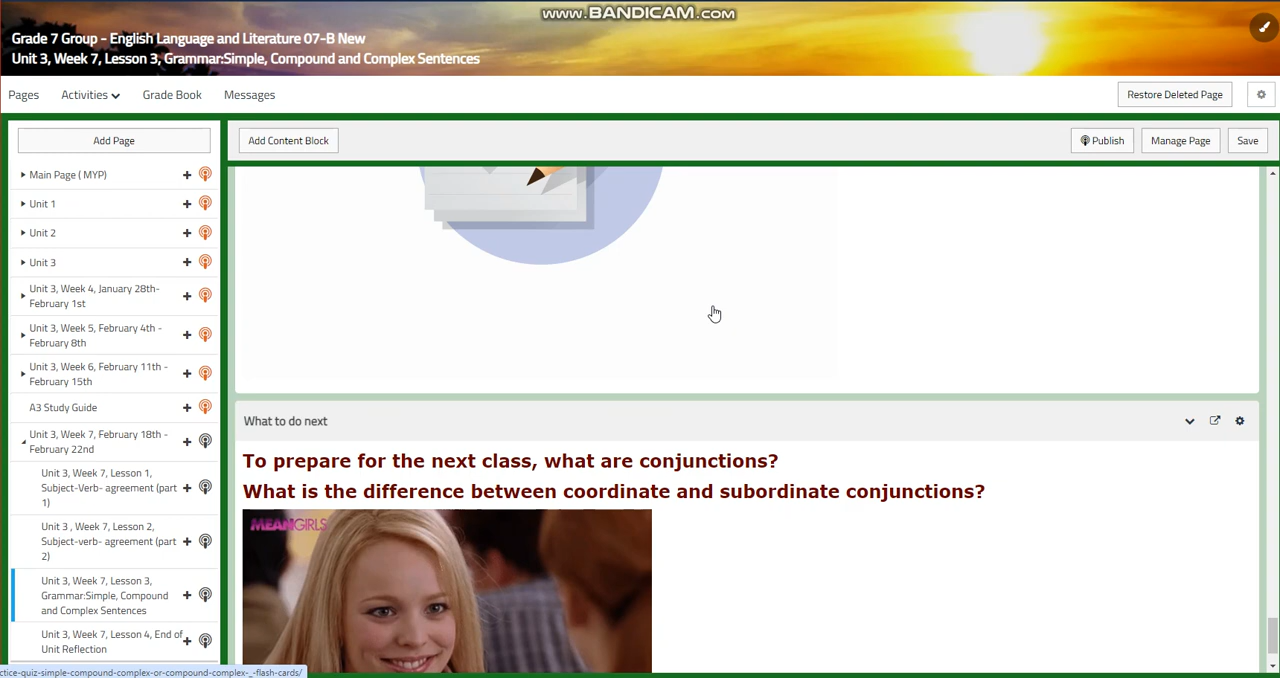 www.BANDICAM.com
Grade 7 Group - English Language and Literature 07-B New
Unit 3, Week 7, Lesson 3, Grammar:Simple, Compound and Complex Sentences
Pages
Activities
Grade Book
Messages
Restore Deleted Page
Add Page
Add Content Block
Publish
Manage Page
Save
Main Page ( MYP)
Unit 1
Unit 2
Unit 3
Unit 3, Week 4, January 28th-
February 1st
Unit 3, Week 5, February 4th -
February 8th
Unit 3, Week 6, February 11th -
February 15th
A3 Study Guide
Unit 3, Week 7, February 18th -
February 22nd
Unit 3, Week 7, Lesson 1,
Subject-Verb- agreement (part
1)
Unit 3 , Week 7, Lesson 2,
Subject-verb- agreement (part
2)
Unit 3, Week 7, Lesson 3,
Grammar:Simple, Compound
and Complex Sentences
Unit 3, Week 7, Lesson 4, End of
Unit Reflection
What to do next
To prepare for the next class, what are conjunctions?
What is the difference between coordinate and subordinate conjunctions?
MEAN GIRLS
ctice-quiz-simple-compound-complex-or-compound-complex-_-flash-cards/